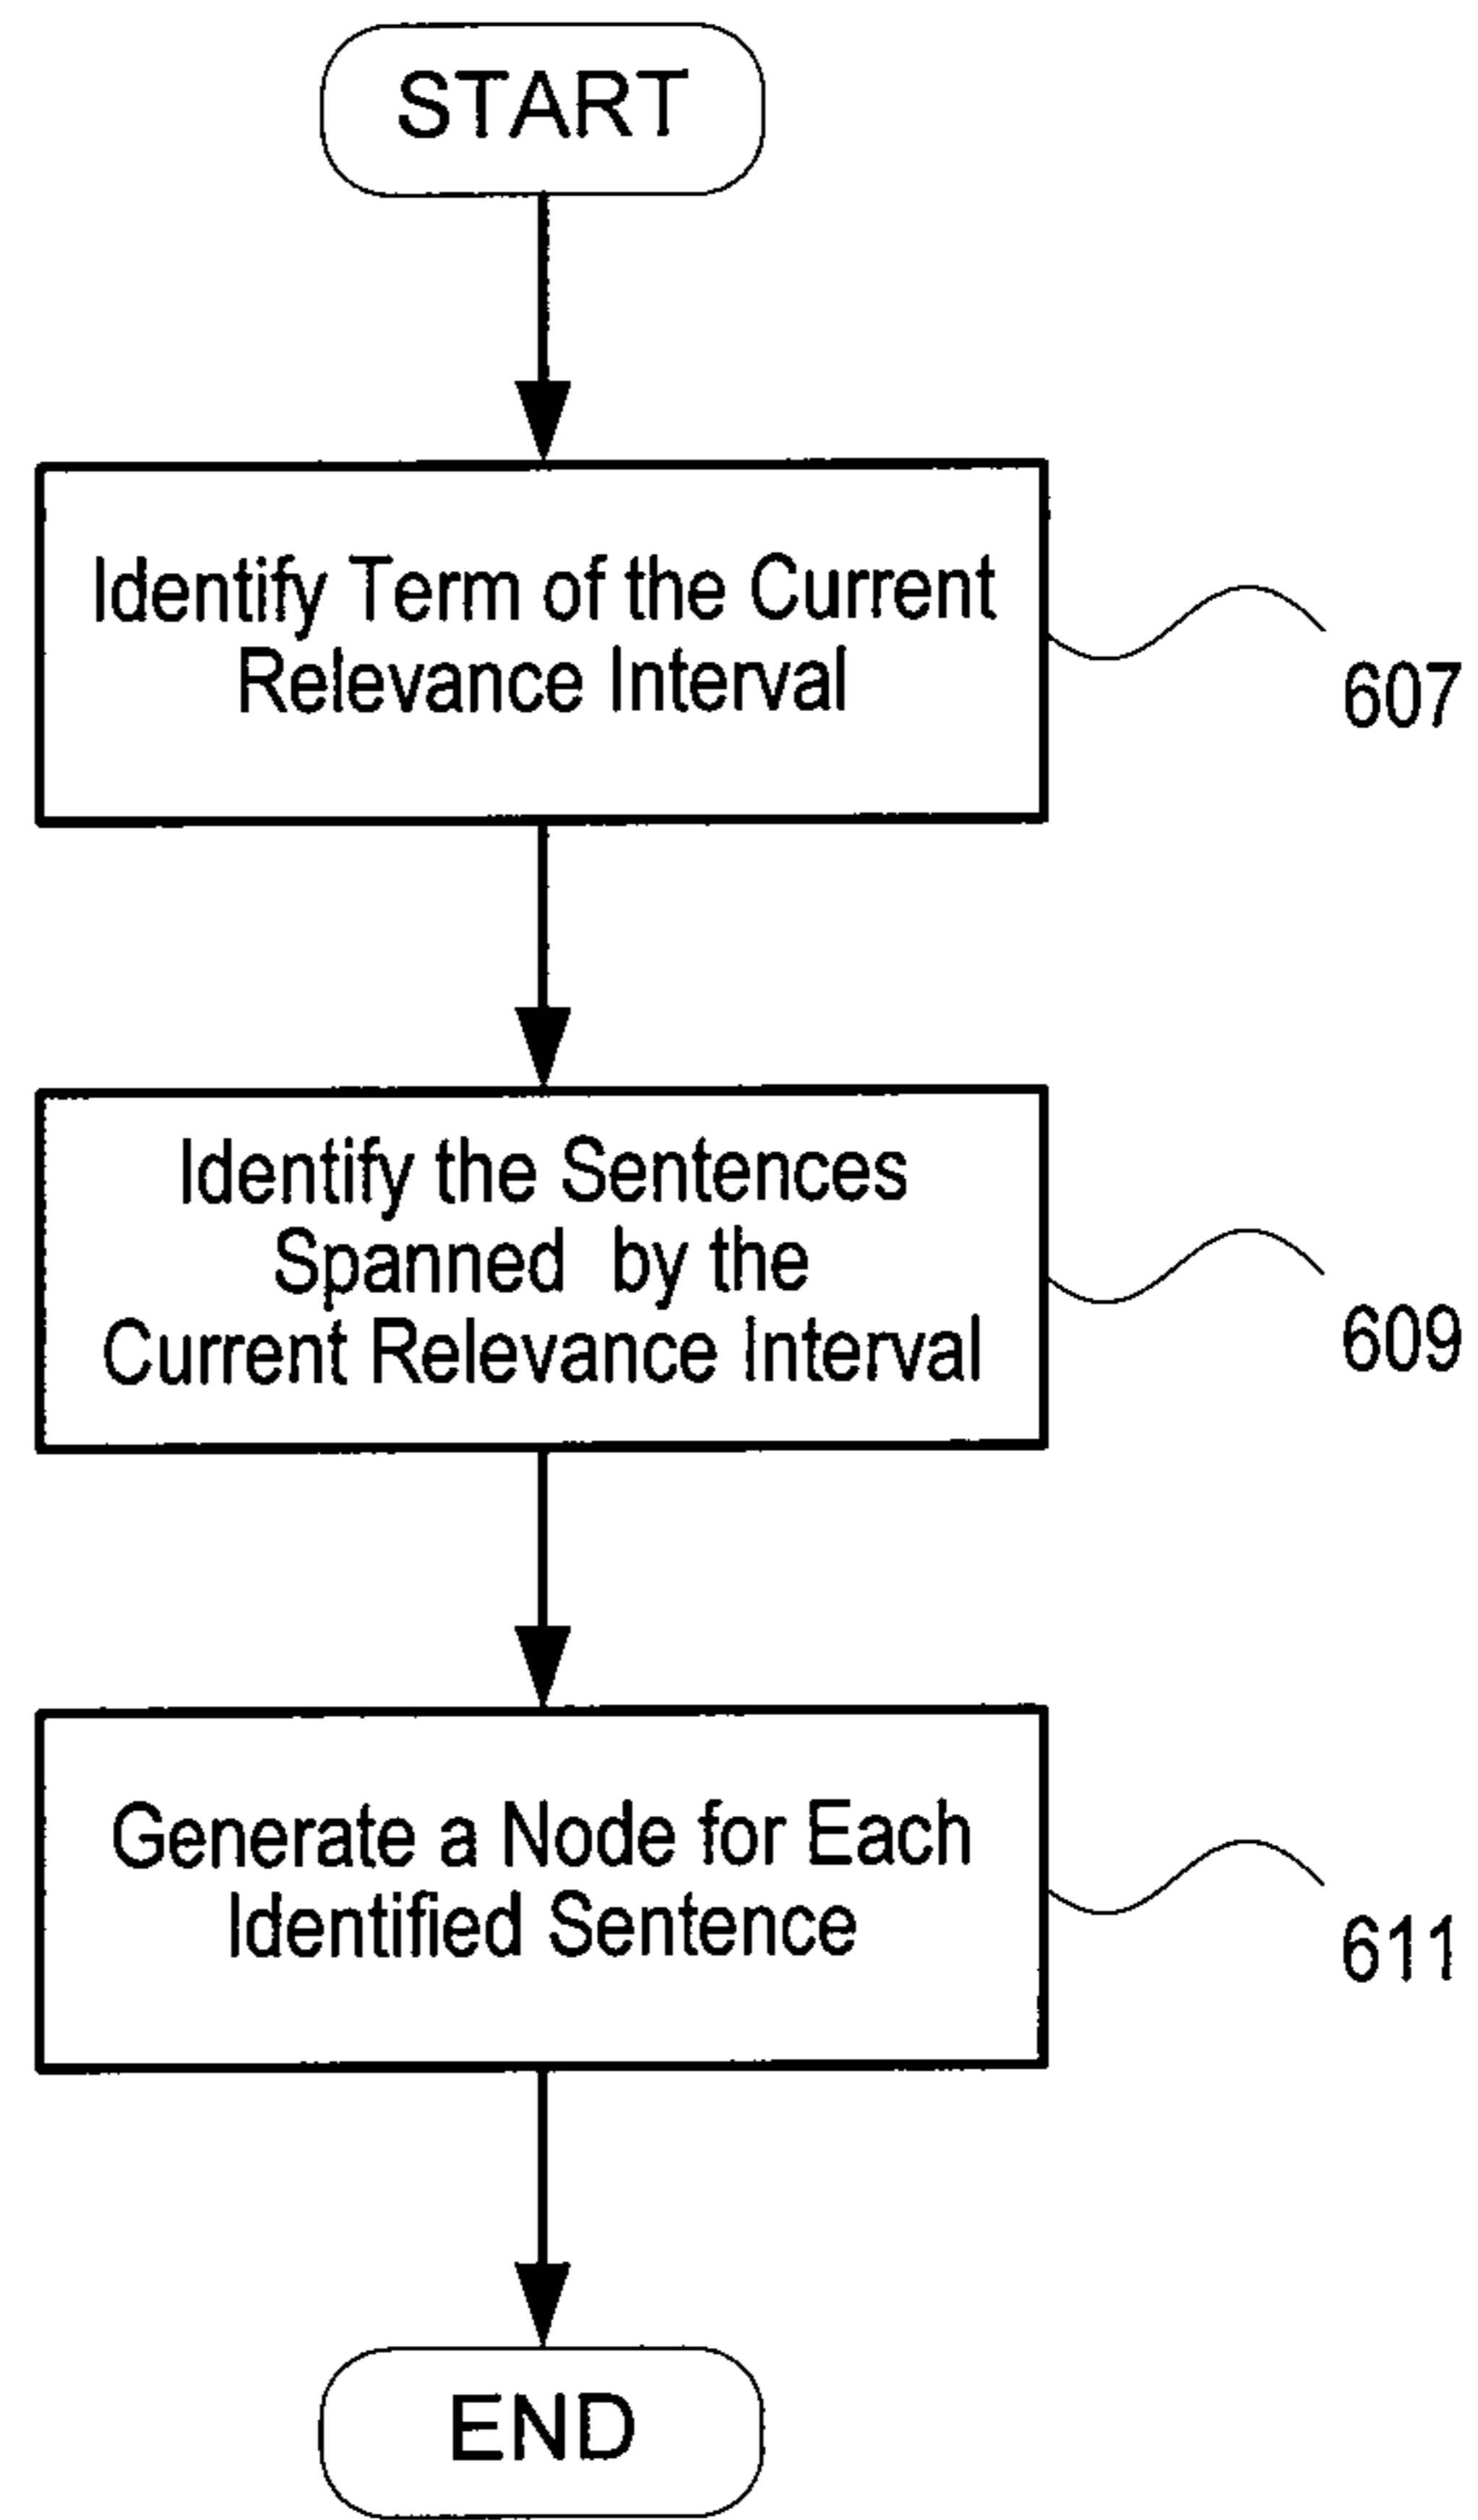 START
Identify Term of the Current
Relevance Interval
607
Identify the Sentences
Spanned by the
Current Relevance Interval
609
Generate a Node for Each
Identified Sentence
611
END